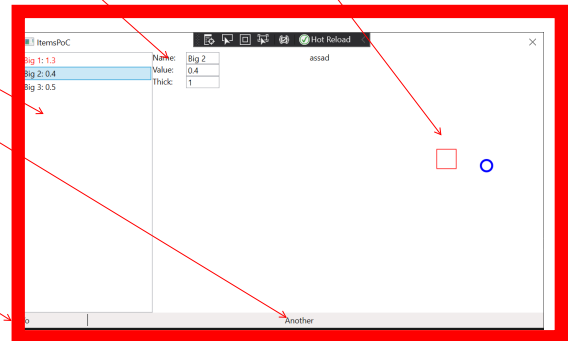 ItemsPoC
Hot Reload
Big 1: 1.3
Big 2: 0.4
Big 3: 0.5
Name: Big 2
Value: 0.4
Thick: 1
assad
o
Another